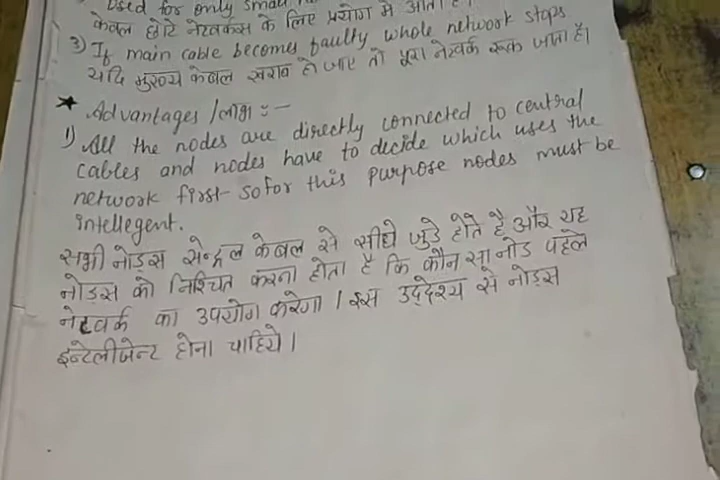 Used for only small
केवल छोटे नेटवर्कस के लिए प्रयोग में आता है।
3) If main cable becomes faulty whole network stops
यदि मुख्य केबल खराब हो जाए तो पूरा नेटवर्क रूक जाता है।
* Advantages /लाभ :-
1) All the nodes are directly connected to central
cables and nodes have to decide which uses the
network first so for this purpose nodes must be
intellegent.
सभी नोड्स सेन्ट्रल केबल से सीधे जुडे होते है और यह
नोड्स को निश्चित करना होता है कि कौन सा नोड पहले
नेटवर्क का उपयोग करेगा। इस उद्देश्य से नोड्स
इन्टेलीजेन्ट होना चाहिये।